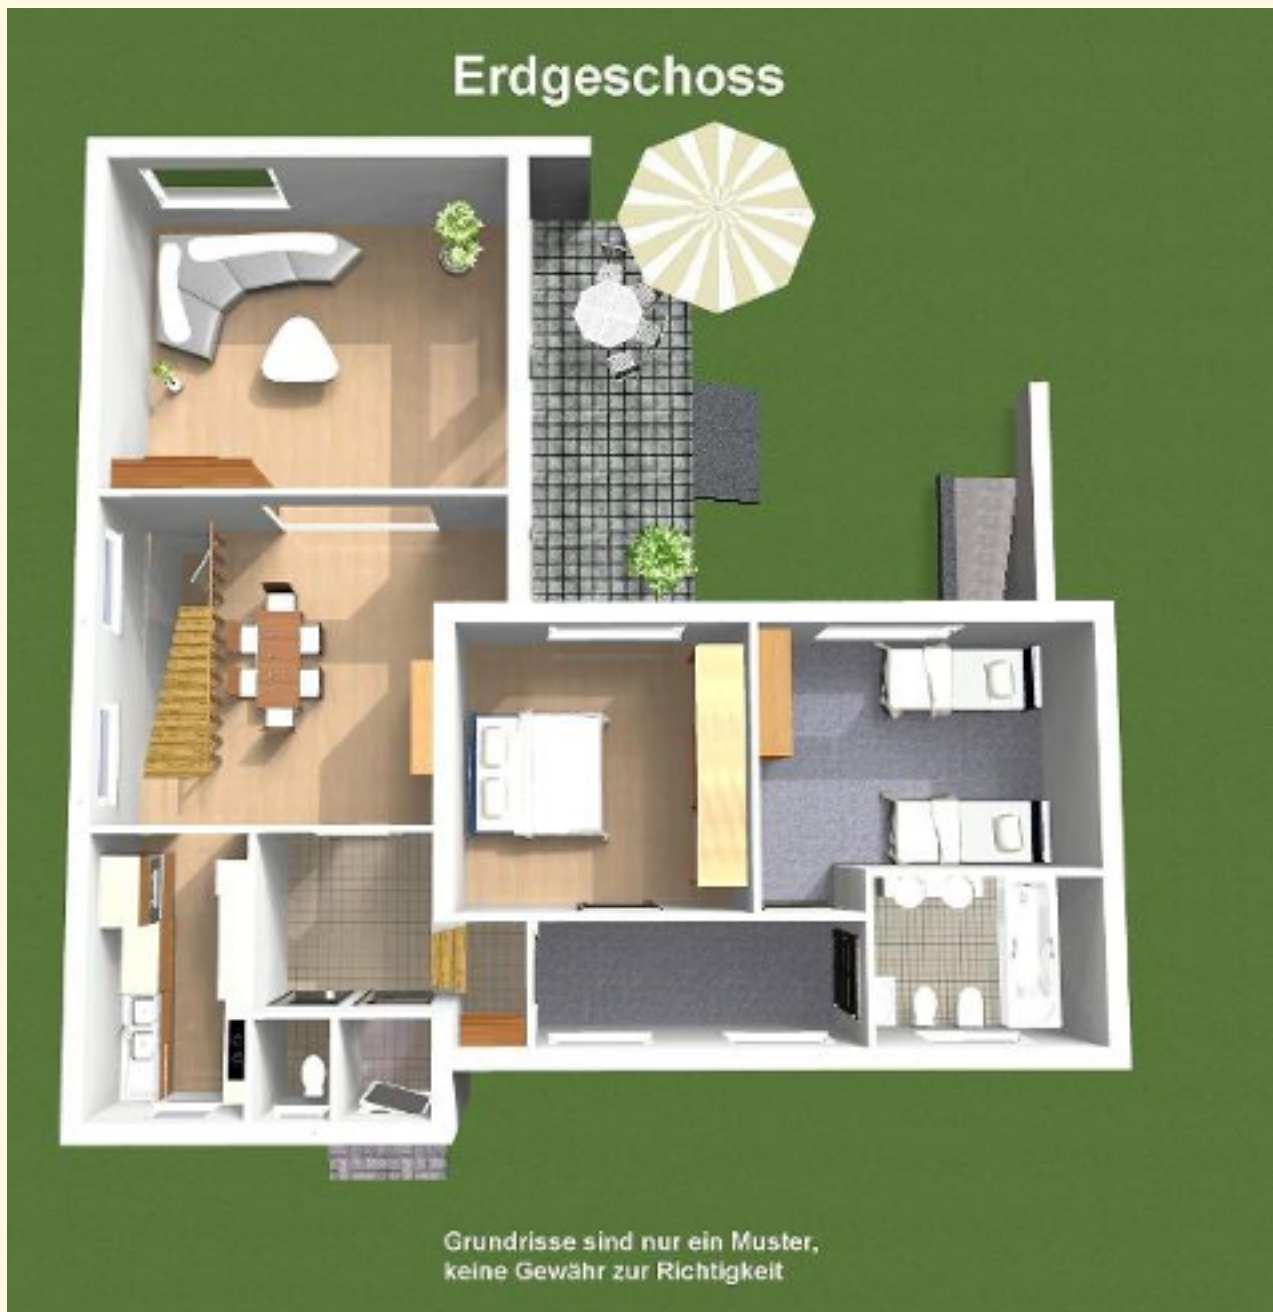 Erdgeschoss
Grundrisse sind nur ein Muster,
keine Gewähr zur Richtigkeit